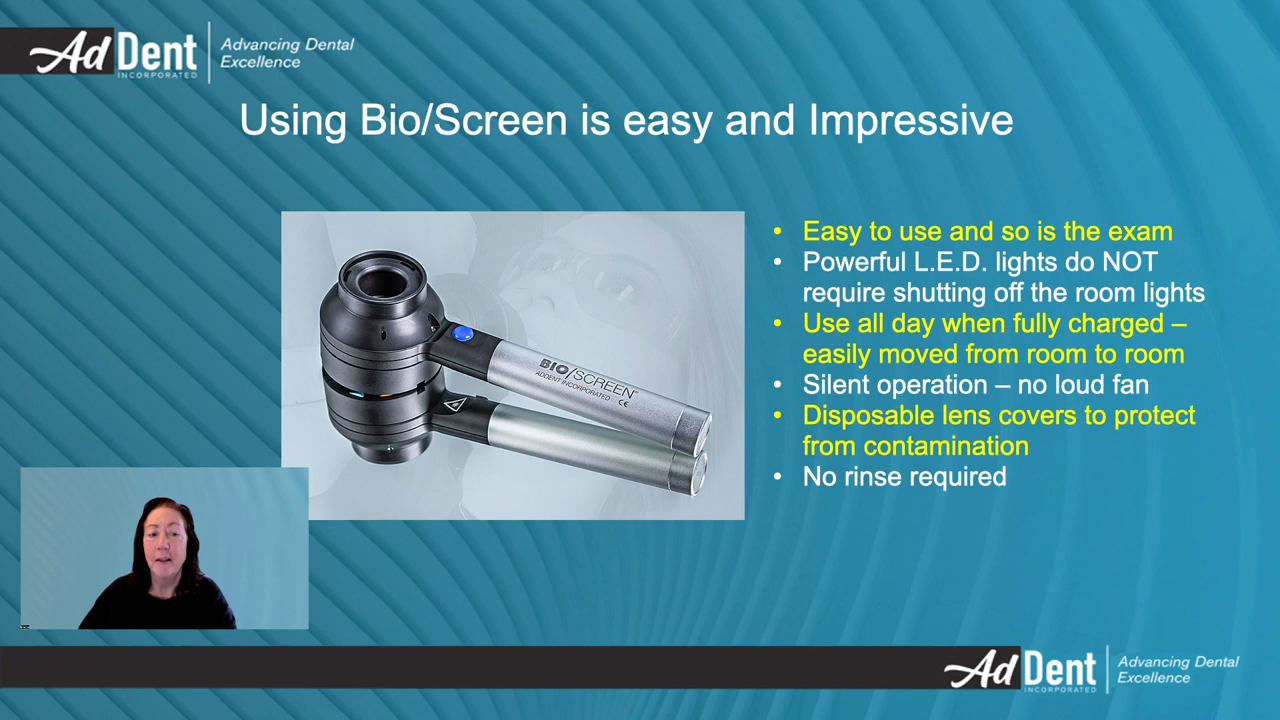 AdDent
INCORPORATED
Advancing Dental
Excellence
Using Bio/Screen is easy and Impressive
• Easy to use and so is the exam
• Powerful L.E.D. lights do NOT
require shutting off the room lights
• Use all day when fully charged –
easily moved from room to room
• Silent operation – no loud fan
• Disposable lens covers to protect
from contamination
• No rinse required
BIO/SCREEN™
ADDENT INCORPORATED CE
AdDent
INCORPORATED
Advancing Dental
Excellence